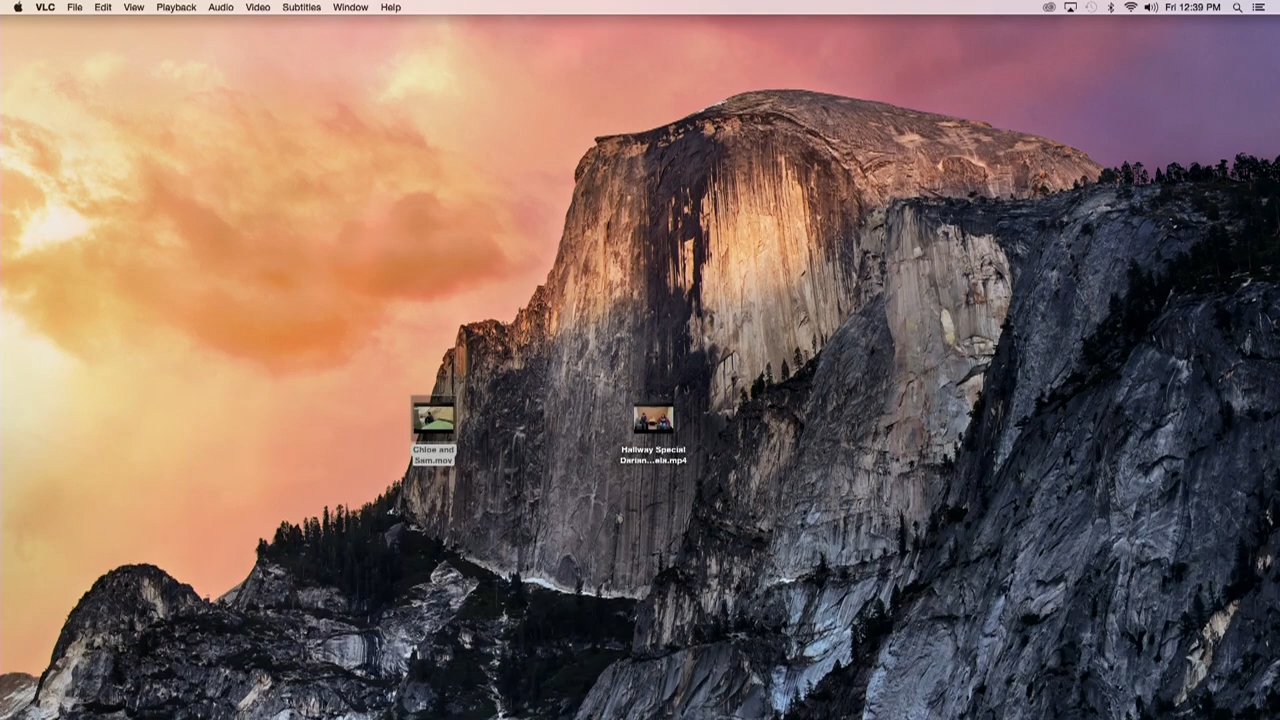 VLC File Edit View Playback Audio Video Subtitles Window Help Fri 12:39 PM
Chloe and
Sam.mov
Hallway Special
Darian...ela.mp4